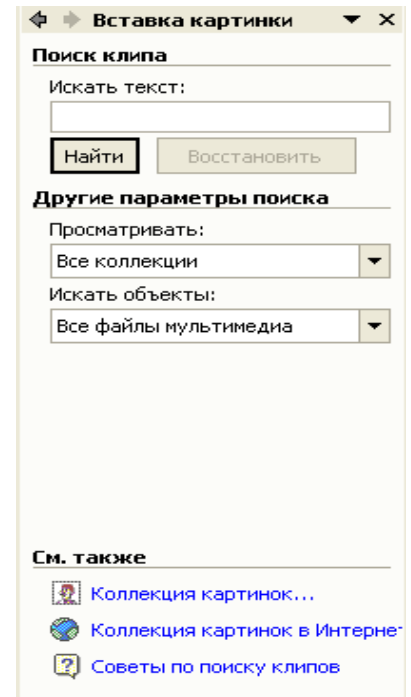 Вставка картинки
Поиск клипа
Искать текст:
Найти Восстановить
Другие параметры поиска
Просматривать:
Все коллекции
Искать объекты:
Все файлы мультимедиа
См. также
Коллекция картинок...
Коллекция картинок в Интернет
Советы по поиску клипов